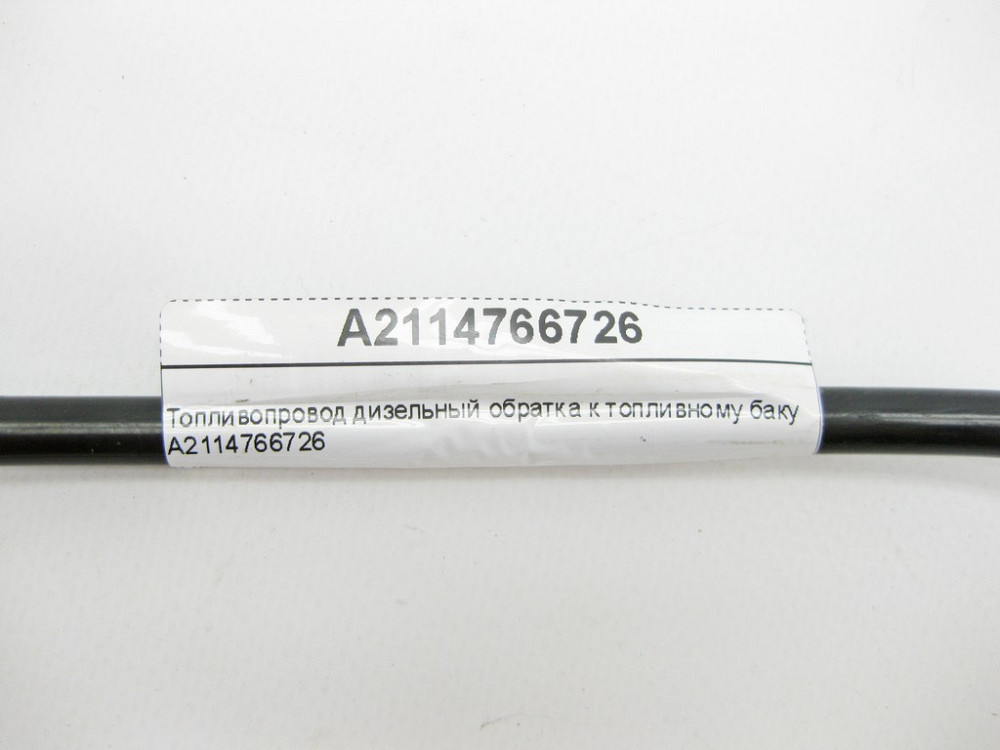 A2114766726
Топливопровод дизельный обратка к топливному баку
A2114766726